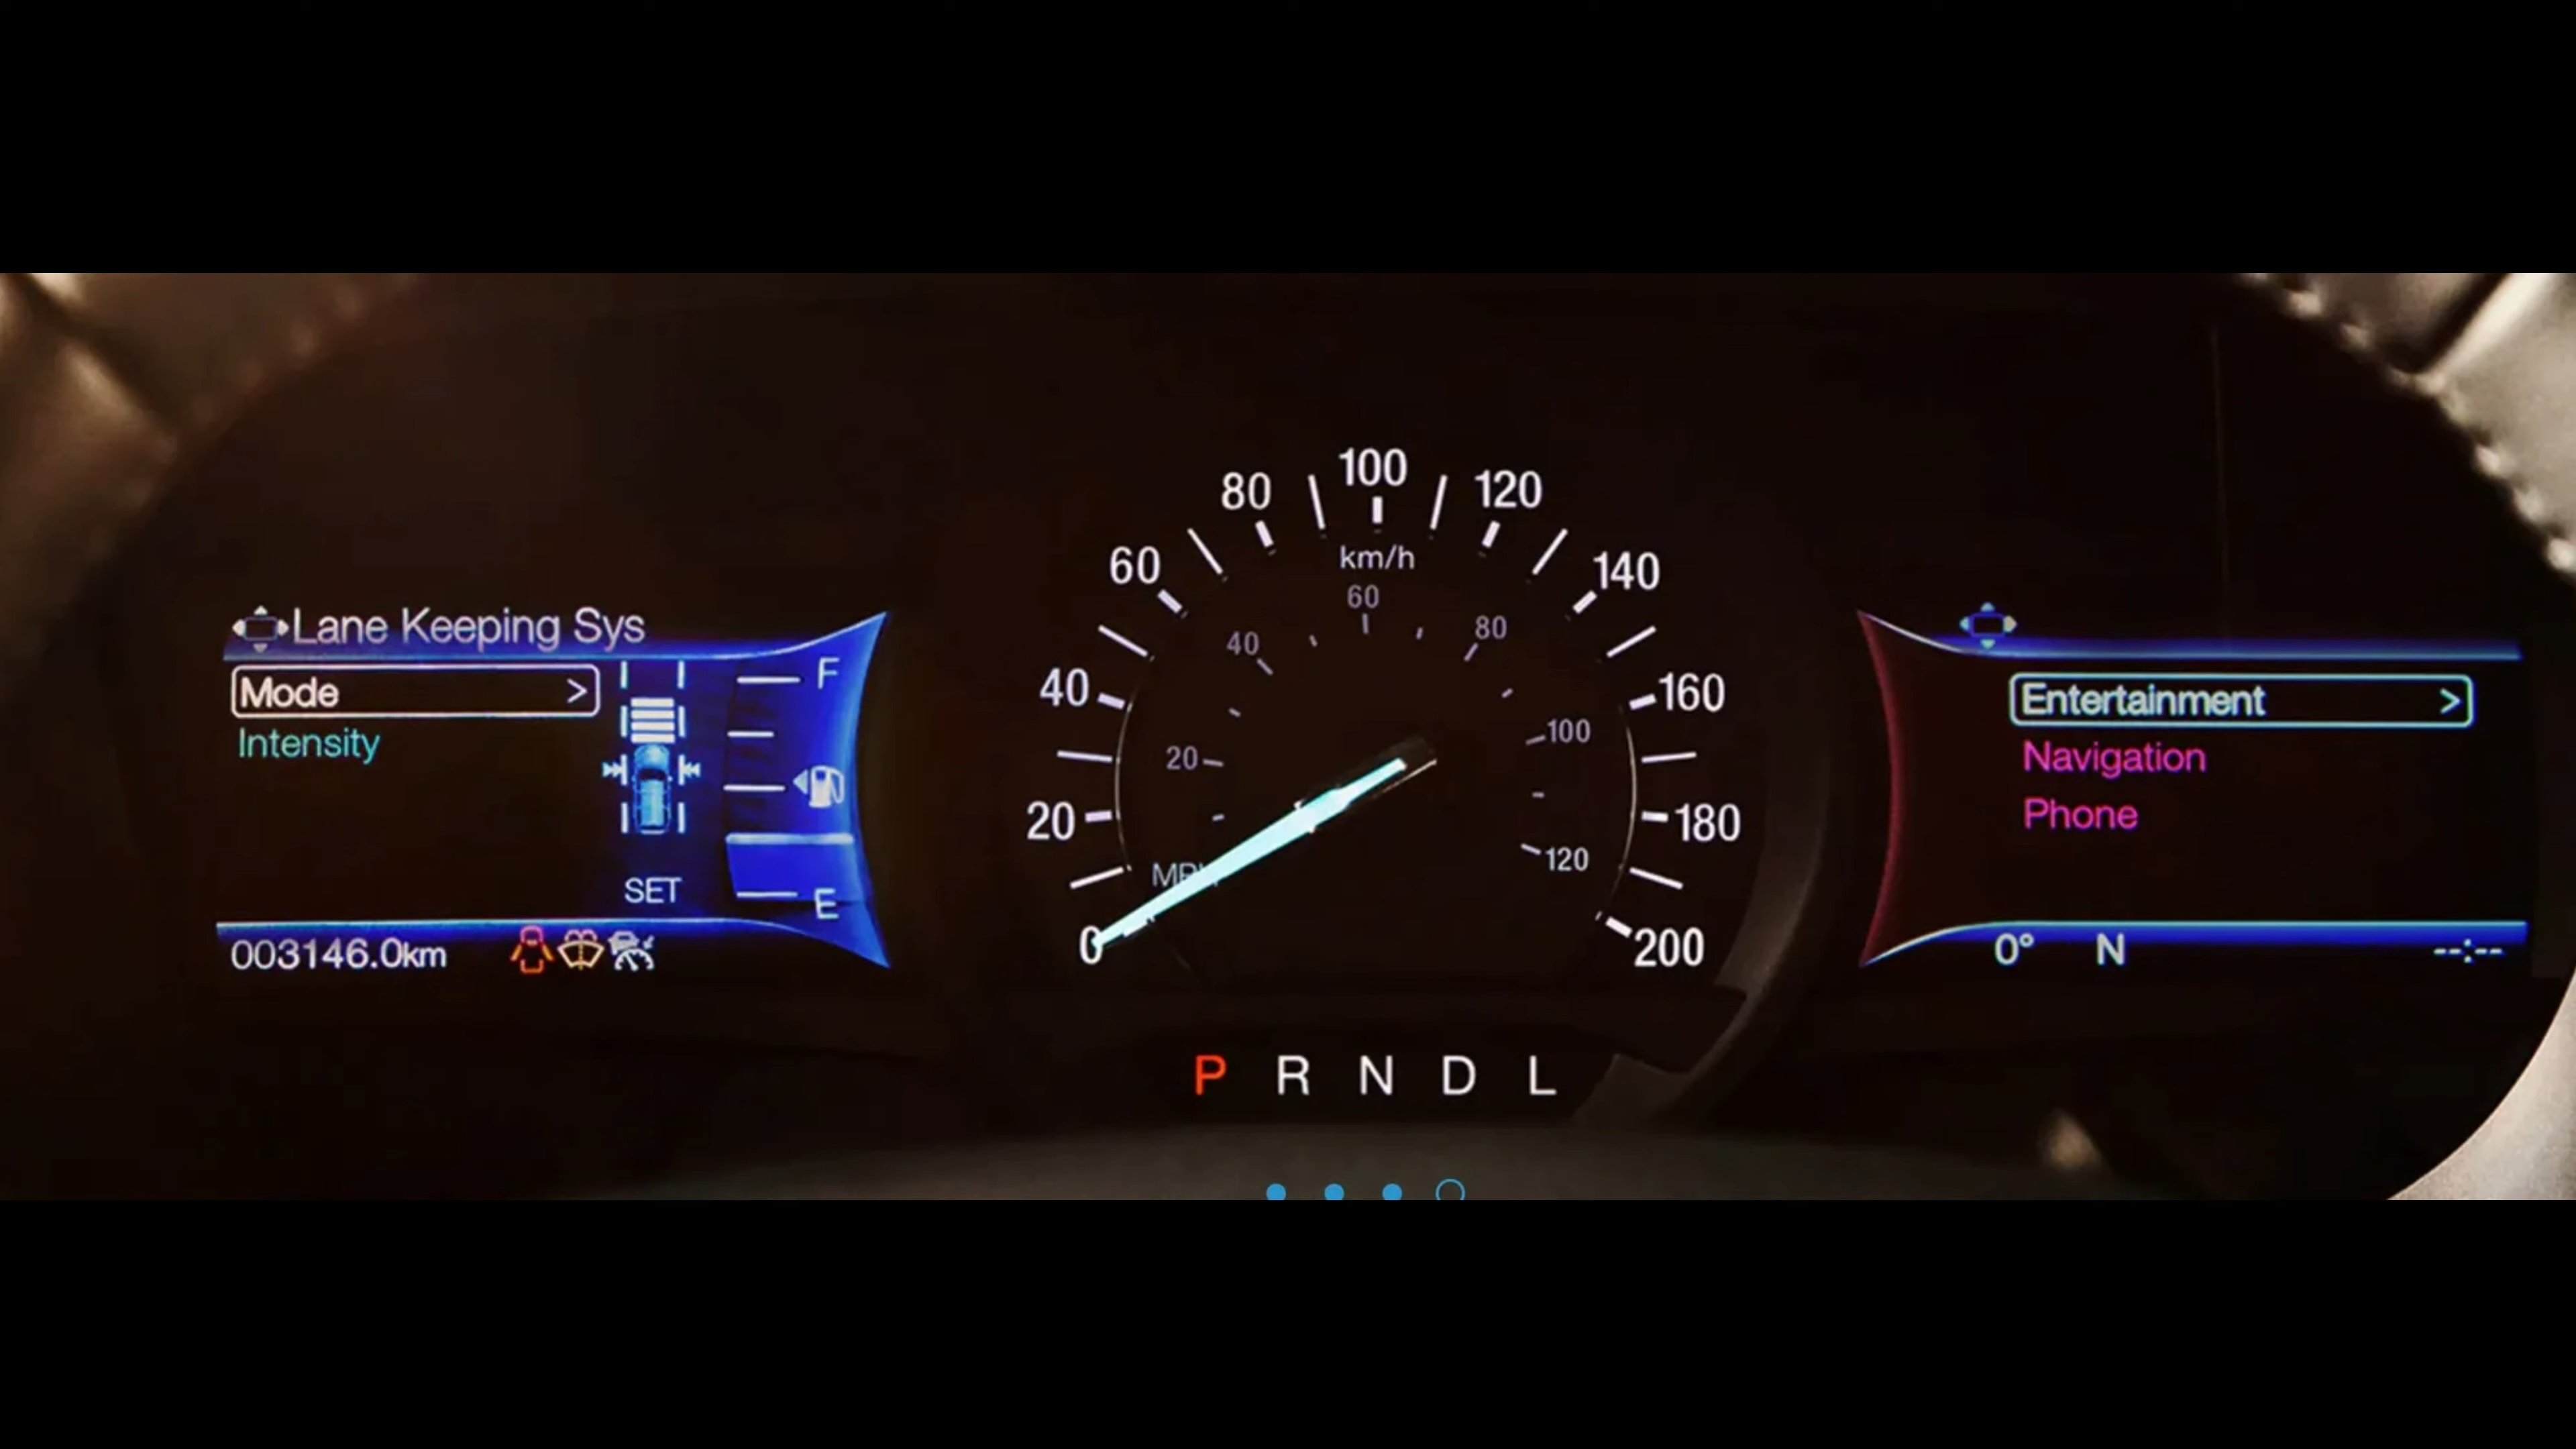 Lane Keeping Sys
Mode >
Intensity
SET
F
E
003146.0km
0
20
40
60
80
100
120
140
160
180
200
km/h
20
40
60
80
100
120
P R N D L
Entertainment >
Navigation
Phone
0° N --:--